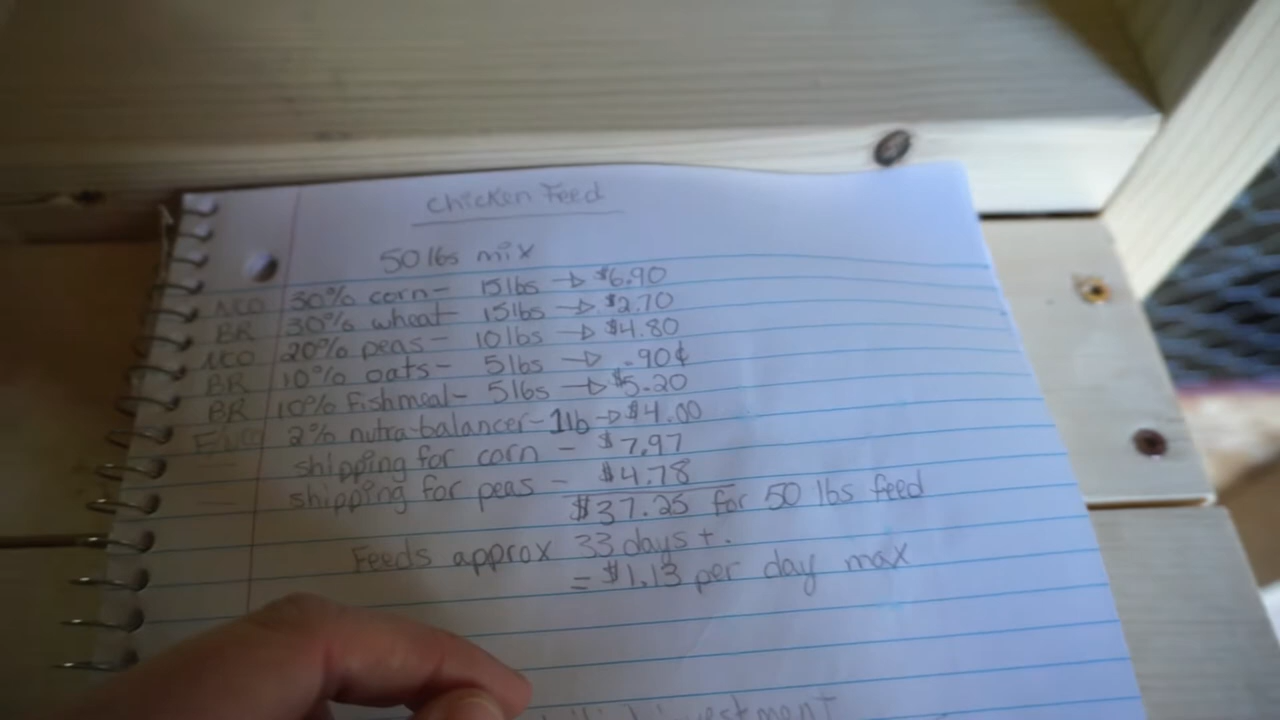 Chicken Feed
50 lbs mix
NCO 30% corn- 15lbs → $6.90
BR 30% wheat- 15lbs → $2.70
NCO 20% peas- 10lbs → $4.80
BR 10% oats- 5lbs → .90¢
BR 10% Fishmeal- 5lbs → $5.20
2% nutra-balancer- 1lb → $4.00
— shipping for corn - $7.97
— shipping for peas - $4.78
$37.25 for 50 lbs feed
Feeds approx 33 days +.
= $1.13 per day max
investment